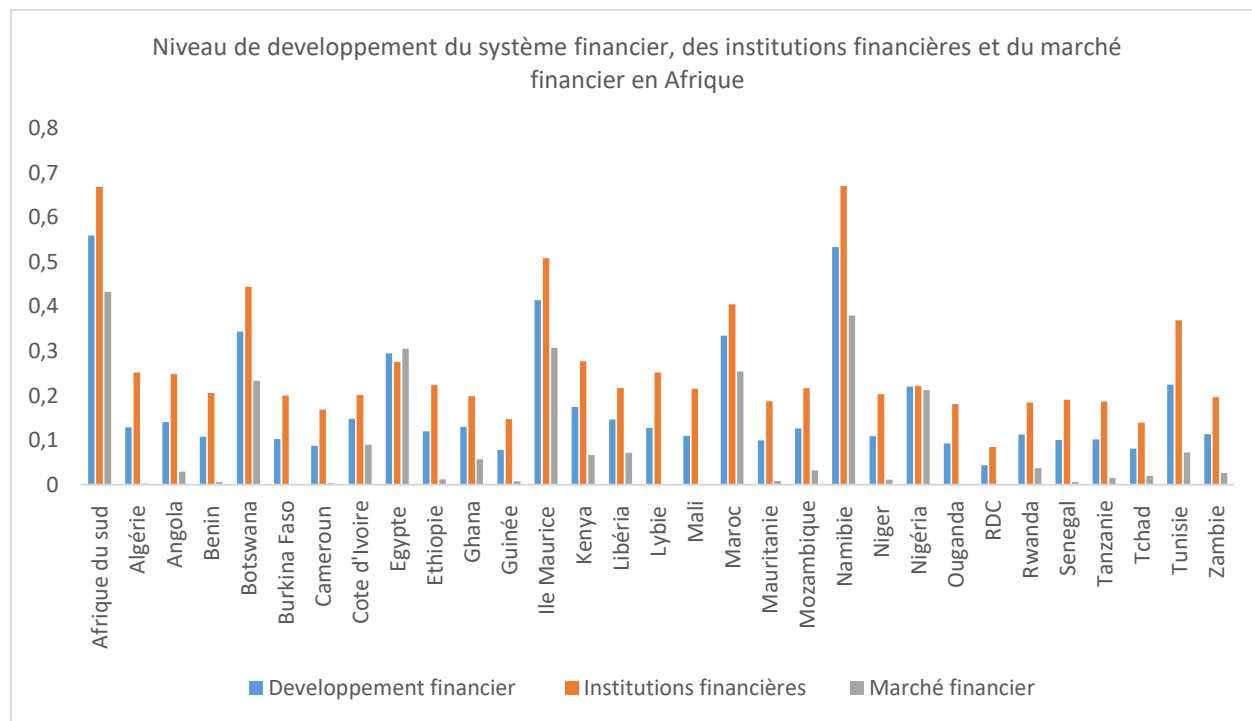 Niveau de developpement du système financier, des institutions financières et du marché
financier en Afrique
0,8
0,7
0,6
0,5
0,4
0,3
0,2
0,1
0
Afrique du sud
Algérie
Angola
Benin
Botswana
Burkina Faso
Cameroun
Cote d'Ivoire
Egypte
Ethiopie
Ghana
Guinée
Ile Maurice
Kenya
Libéria
Lybie
Mali
Maroc
Mauritanie
Mozambique
Namibie
Niger
Nigéria
Ouganda
RDC
Rwanda
Senegal
Tanzanie
Tchad
Tunisie
Zambie
Developpement financier
Institutions financières
Marché financier